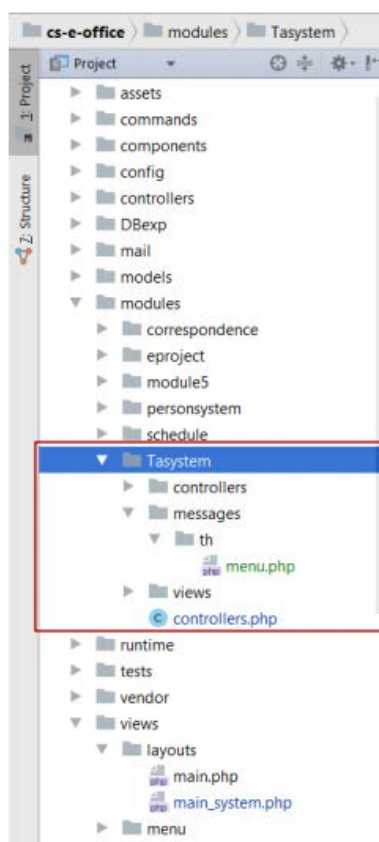 cs-e-office modules Tasystem
Project
1: Project
Z: Structure
assets
commands
components
config
controllers
DBexp
mail
models
modules
correspondence
eproject
module5
personsystem
schedule
Tasystem
controllers
messages
th
menu.php
views
controllers.php
runtime
tests
vendor
views
layouts
main.php
main_system.php
menu